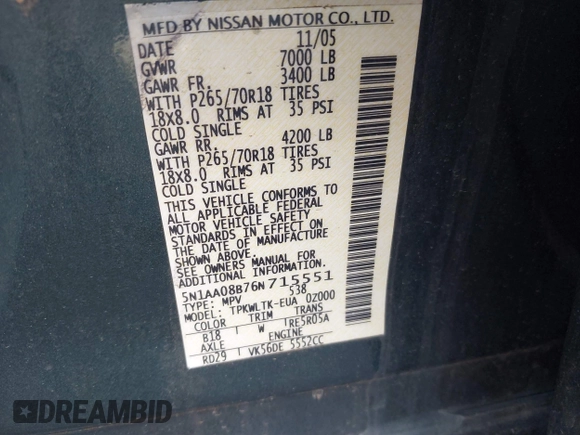 MFD BY NISSAN MOTOR CO., LTD.
DATE 11/05
GVWR 7000 LB
GAWR FR. 3400 LB
WITH P265/70R18 TIRES
18X8.0 RIMS AT 35 PSI
COLD SINGLE
GAWR RR. 4200 LB
WITH P265/70R18 TIRES
18X8.0 RIMS AT 35 PSI
COLD SINGLE
THIS VEHICLE CONFORMS TO
ALL APPLICABLE FEDERAL
MOTOR VEHICLE SAFETY
STANDARDS IN EFFECT ON
THE DATE OF MANUFACTURE
SHOWN ABOVE.
SEE OWNERS MANUAL FOR
ADDITIONAL INFORMATION.
5N1AA08B76N715551
TYPE: MPV 538
MODEL: TPKWLTK-EUA 02000
COLOR TRIM TRANS
B18 W RE5R05A
AXLE ENGINE
RD29 VK56DE 5552CC
DREAMBID